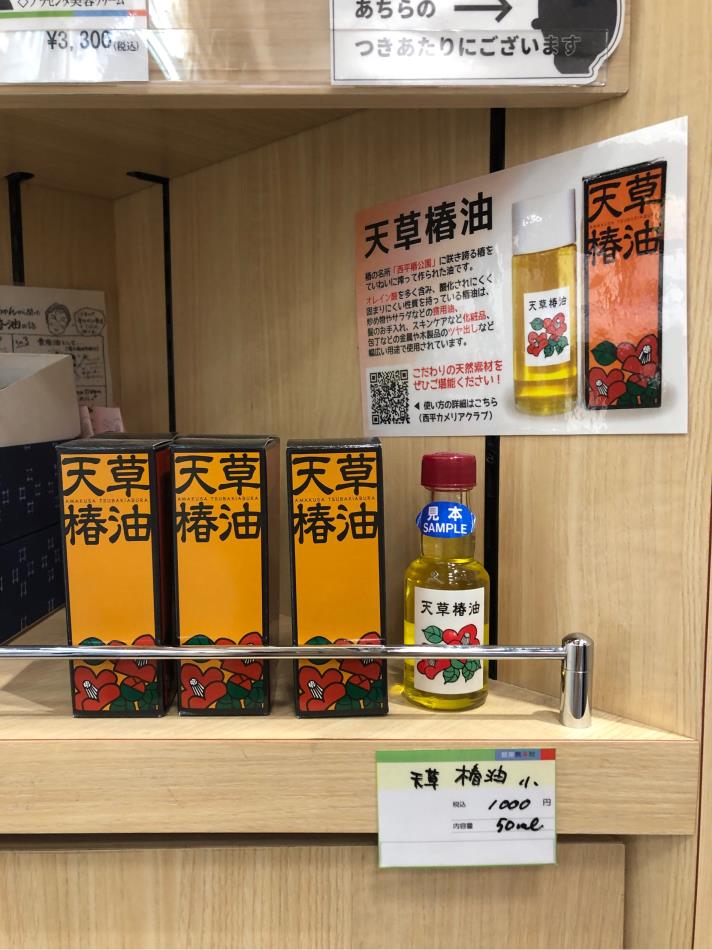 ¥3,300(税込)
あちらの
つきあたりにございます
天草椿油
椿の名所「西平椿公園」に咲き誇る椿を
ていねいに搾って作られた油です。
オレイン酸を多く含み、酸化されにくく
固まりにくい性質を持っている椿油は、
炒め物やサラダなどの食用油、
髪のお手入れ、スキンケアなど化粧品、
包丁などの金属や木製品のツヤ出しなど
幅広い用途で使用されています。
こだわりの天然素材を
ぜひご堪能ください!
◀ 使い方の詳細はこちら
(西平カメリアクラブ)
天草椿油
天草
AMAKUSA TSUBAKIABURA
椿油
天草
AMAKUSA TSUBAKIABURA
椿油
天草
AMAKUSA TSUBAKIABURA
椿油
天草
AMAKUSA TSUBAKIABURA
椿油
見本
SAMPLE
天草椿油
天草 椿油 小
税込 1000 円
内容量 50ml